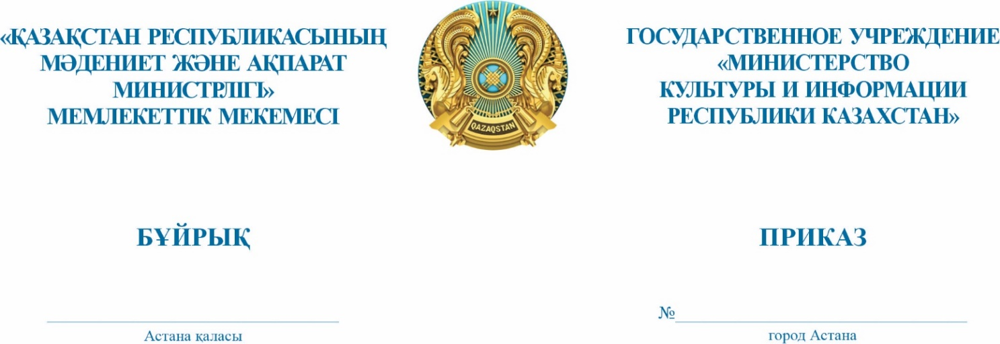 «ҚАЗАҚСТАН РЕСПУБЛИКАСЫНЫҢ
МӘДЕНИЕТ ЖӘНЕ АҚПАРАТ
МИНИСТРЛІГІ»
МЕМЛЕКЕТТІК МЕКЕМЕСІ
QAZAQSTAN
ГОСУДАРСТВЕННОЕ УЧРЕЖДЕНИЕ
«МИНИСТЕРСТВО
КУЛЬТУРЫ И ИНФОРМАЦИИ
РЕСПУБЛИКИ КАЗАХСТАН»
БҰЙРЫҚ
ПРИКАЗ
№
Астана қаласы
город Астана